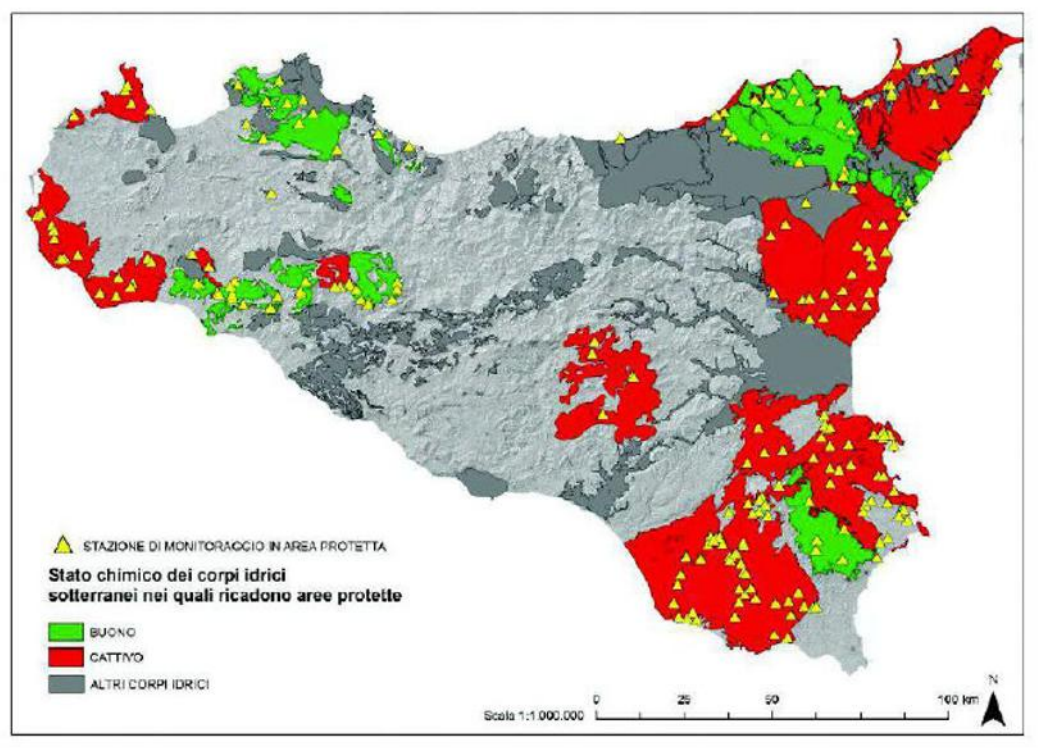 STAZIONE DI MONITORAGGIO IN AREA PROTETTA
Stato chimico dei corpi idrici
sotterranei nei quali ricadono aree protette
BUONO
CATTIVO
ALTRI CORPI IDRICI
N
0 25 50 100 km
Scala 1:1.000.000